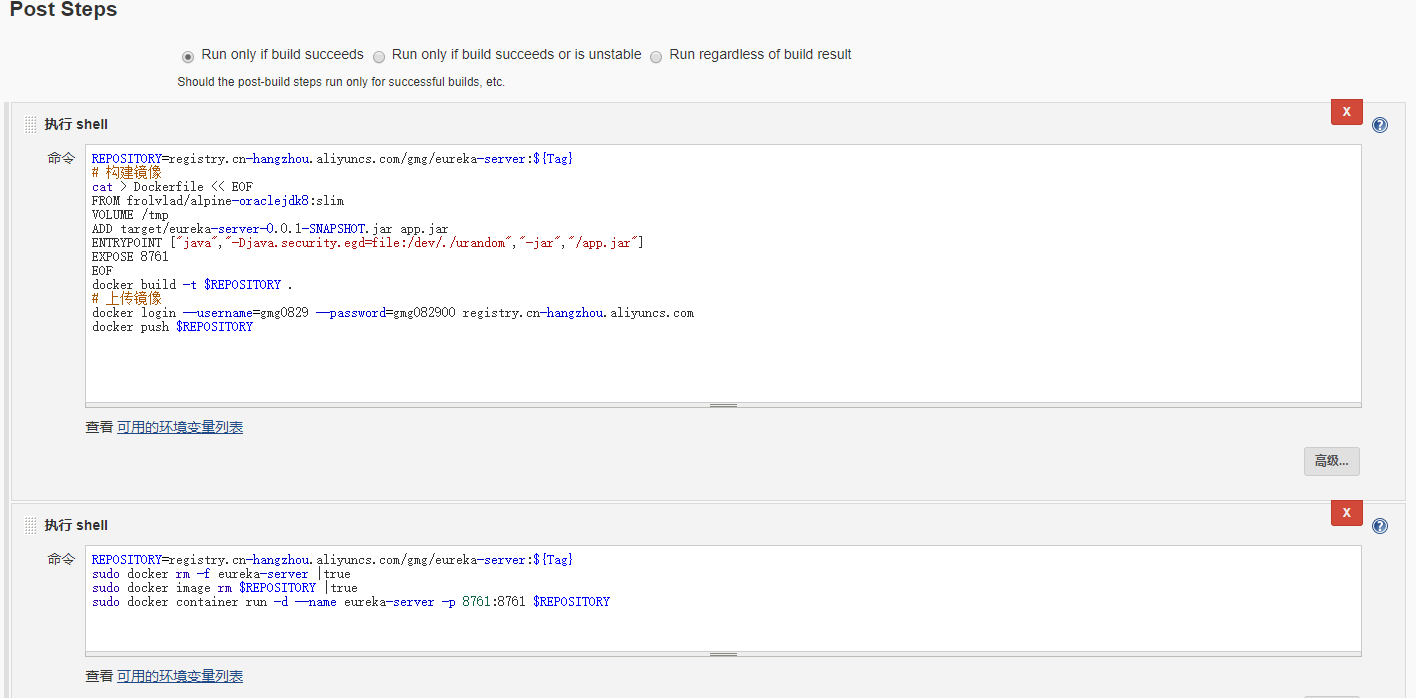 Post Steps
Run only if build succeeds Run only if build succeeds or is unstable Run regardless of build result
Should the post-build steps run only for successful builds, etc.
X
执行 shell
命令
REPOSITORY=registry.cn-hangzhou.aliyuncs.com/gmg/eureka-server:${Tag}
# 构建镜像
cat > Dockerfile << EOF
FROM frolvlad/alpine-oraclejdk8:slim
VOLUME /tmp
ADD target/eureka-server-0.0.1-SNAPSHOT.jar app.jar
ENTRYPOINT ["java","-Djava.security.egd=file:/dev/./urandom","-jar","/app.jar"]
EXPOSE 8761
EOF
docker build -t $REPOSITORY .
# 上传镜像
docker login --username=gmg0829 --password=gmg082900 registry.cn-hangzhou.aliyuncs.com
docker push $REPOSITORY
查看 可用的环境变量列表
高级...
X
执行 shell
命令
REPOSITORY=registry.cn-hangzhou.aliyuncs.com/gmg/eureka-server:${Tag}
sudo docker rm -f eureka-server |true
sudo docker image rm $REPOSITORY |true
sudo docker container run -d --name eureka-server -p 8761:8761 $REPOSITORY
查看 可用的环境变量列表